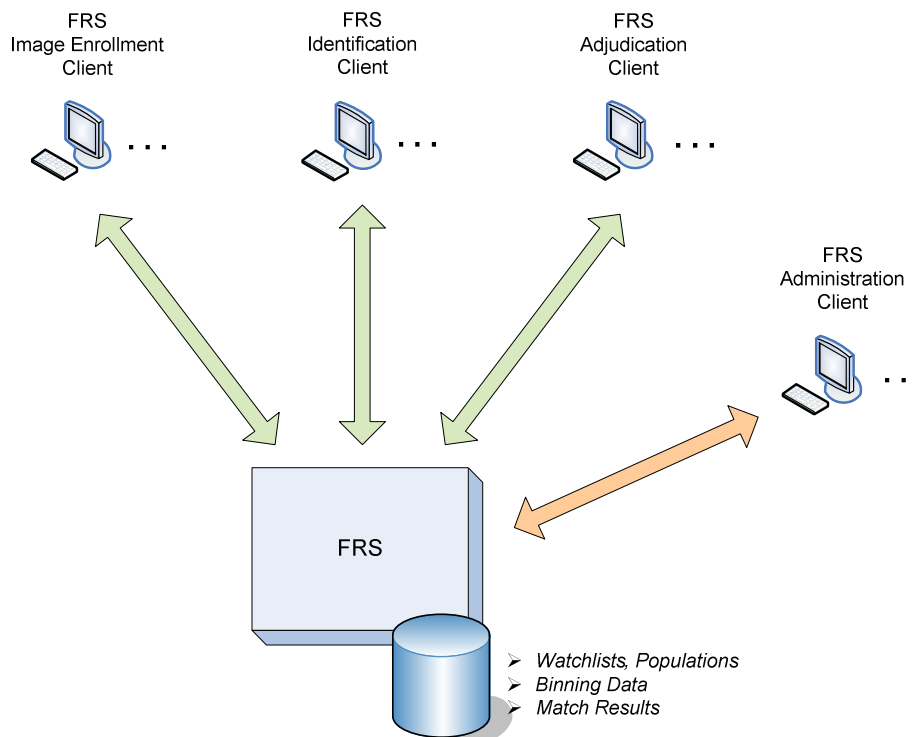 FRS
Image Enrollment
Client
FRS
Identification
Client
FRS
Adjudication
Client
. . .
. . .
. . .
FRS
Administration
Client
. .
FRS
➢ Watchlists, Populations
➢ Binning Data
➢ Match Results